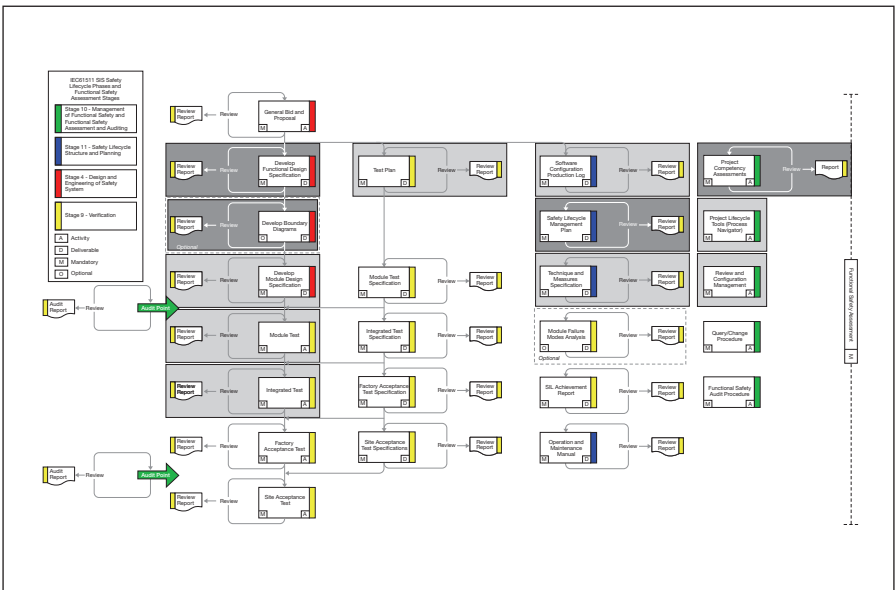 IEC61511 SIS Safety
Lifecycle Phases and
Functional Safety
Assessment Stages
Stage 10 - Management
of Functional Safety and
Functional Safety
Assessment and Auditing
Stage 11 - Safety Lifecycle
Structure and Planning
Stage 4 - Design and
Engineering of Safety
System
Stage 9 - Verification
A Activity
D Deliverable
M Mandatory
O Optional
Review
Report
Review
General Bid and
Proposal
M A
Review
Report
Review
Develop
Functional Design
Specification
M D
Review
Report
Review
Develop Boundary
Diagrams
O D
Optional
Review
Report
Review
Develop
Module Design
Specification
M D
Audit
Report
Review
Audit Point
Review
Report
Review
Module Test
M A
Review
Report
Review
Integrated Test
M A
Review
Report
Review
Factory
Acceptance Test
M A
Audit
Report
Review
Audit Point
Review
Report
Review
Site Acceptance
Test
M A
Test Plan
M D
Review
Review
Report
Module Test
Specification
M D
Review
Review
Report
Integrated Test
Specification
M D
Review
Review
Report
Factory Acceptance
Test Specification
M D
Review
Review
Report
Site Acceptance
Test Specifications
M D
Review
Review
Report
Software
Configuration
Production Log
M D
Review
Review
Report
Safety Lifecycle
Management
Plan
M D
Review
Review
Report
Technique and
Measures
Specification
M D
Review
Review
Report
Module Failure
Modes Analysis
O D
Optional
Review
Review
Report
SIL Achievement
Report
M D
Review
Review
Report
Operation and
Maintenance
Manual
M D
Review
Review
Report
Project
Competency
Assessments
M A
Review
Report
Project Lifecycle
Tools (Process
Navigator)
M A
Review and
Configuration
Management
M A
Query/Change
Procedure
M A
Functional Safety
Audit Procedure
M A
Functional Safety Assessment
M